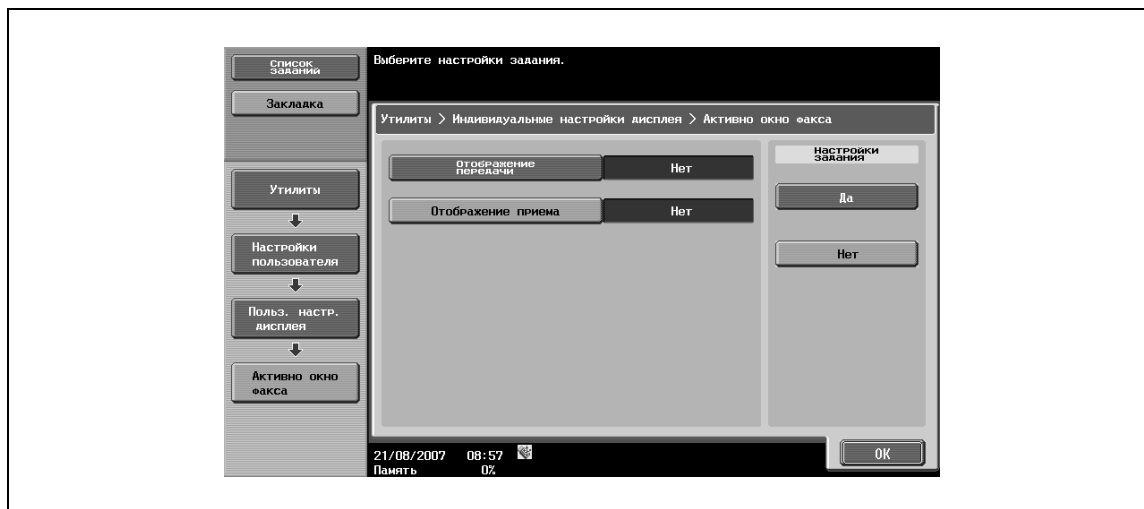 Список
заданий
Закладка
Утилиты
Настройки
пользователя
Польз. настр.
дисплея
Активно окно
факса
Выберите настройки задания.
Утилиты > Индивидуальные настройки дисплея > Активно окно факса
Отображение
передачи
Нет
Отображение приема
Нет
Настройки
задания
Да
Нет
21/08/2007 08:57
Память 0%
OK